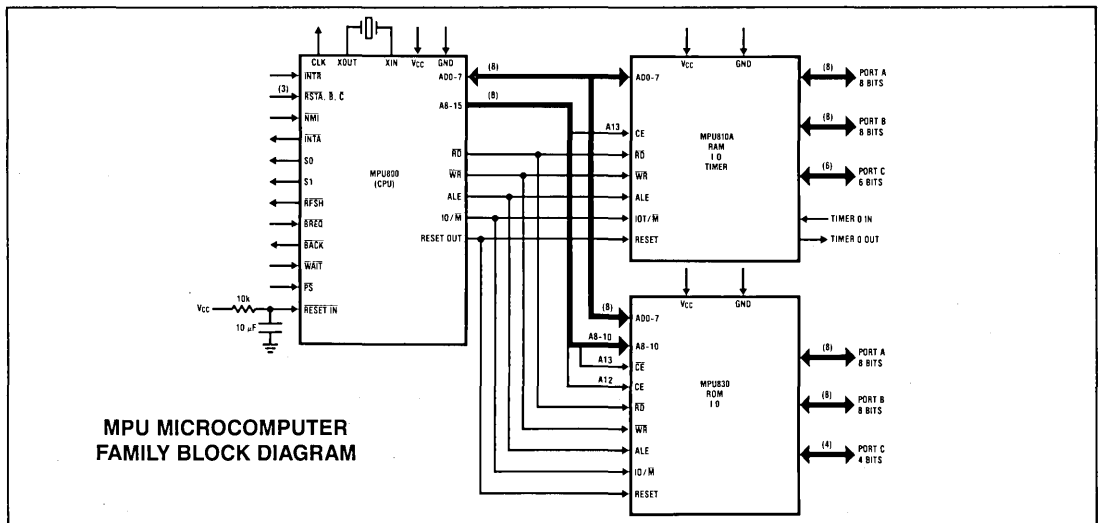 CLK XOUT XIN VCC GND
INTR
(3) RSTA, B, C
NMI
INTA
S0
S1
RFSH
BREQ
BACK
WAIT
PS
VCC 10k RESET IN
10 µF
MPU800
(CPU)
AD0-7
A8-15
RD
WR
ALE
IO/M
RESET OUT
(8)
(8)
VCC GND
AD0-7
A13 CE
RD
WR
ALE
IOT/M
RESET
MPU810A
RAM
I O
TIMER
(8) PORT A
8 BITS
(8) PORT B
8 BITS
(6) PORT C
6 BITS
TIMER 0 IN
TIMER 0 OUT
VCC GND
(8) AD0-7
A8-10 A8-10
A13 CE
A12 CE
RD
WR
ALE
IO/M
RESET
MPU830
ROM
I O
(8) PORT A
8 BITS
(8) PORT B
8 BITS
(4) PORT C
4 BITS
MPU MICROCOMPUTER
FAMILY BLOCK DIAGRAM